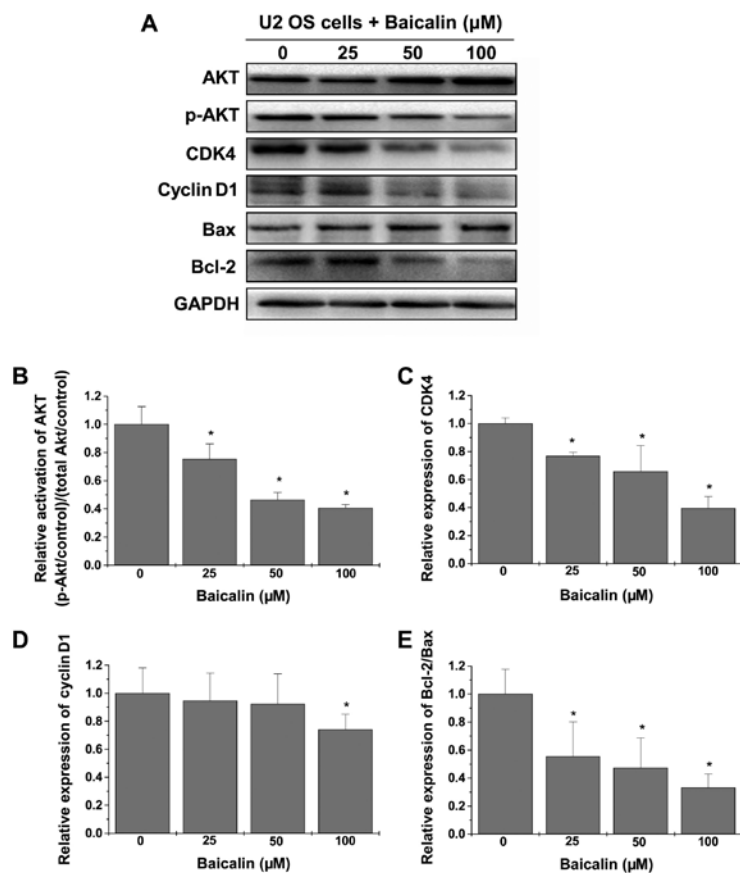 A
U2 OS cells + Baicalin (µM)
0 25 50 100
AKT
p-AKT
CDK4
Cyclin D1
Bax
Bcl-2
GAPDH
B
Relative activation of AKT
(p-Akt/control)/(total Akt/control)
1.2
1.0
0.8
0.6
0.4
0.2
0.0
* * *
0 25 50 100
Baicalin (µM)
C
Relative expression of CDK4
1.2
1.0
0.8
0.6
0.4
0.2
0.0
* * *
0 25 50 100
Baicalin (µM)
D
Relative expression of cyclin D1
1.2
1.0
0.8
0.6
0.4
0.2
0.0
*
0 25 50 100
Baicalin (µM)
E
Relative expression of Bcl-2/Bax
1.2
1.0
0.8
0.6
0.4
0.2
0.0
* * *
0 25 50 100
Baicalin (µM)